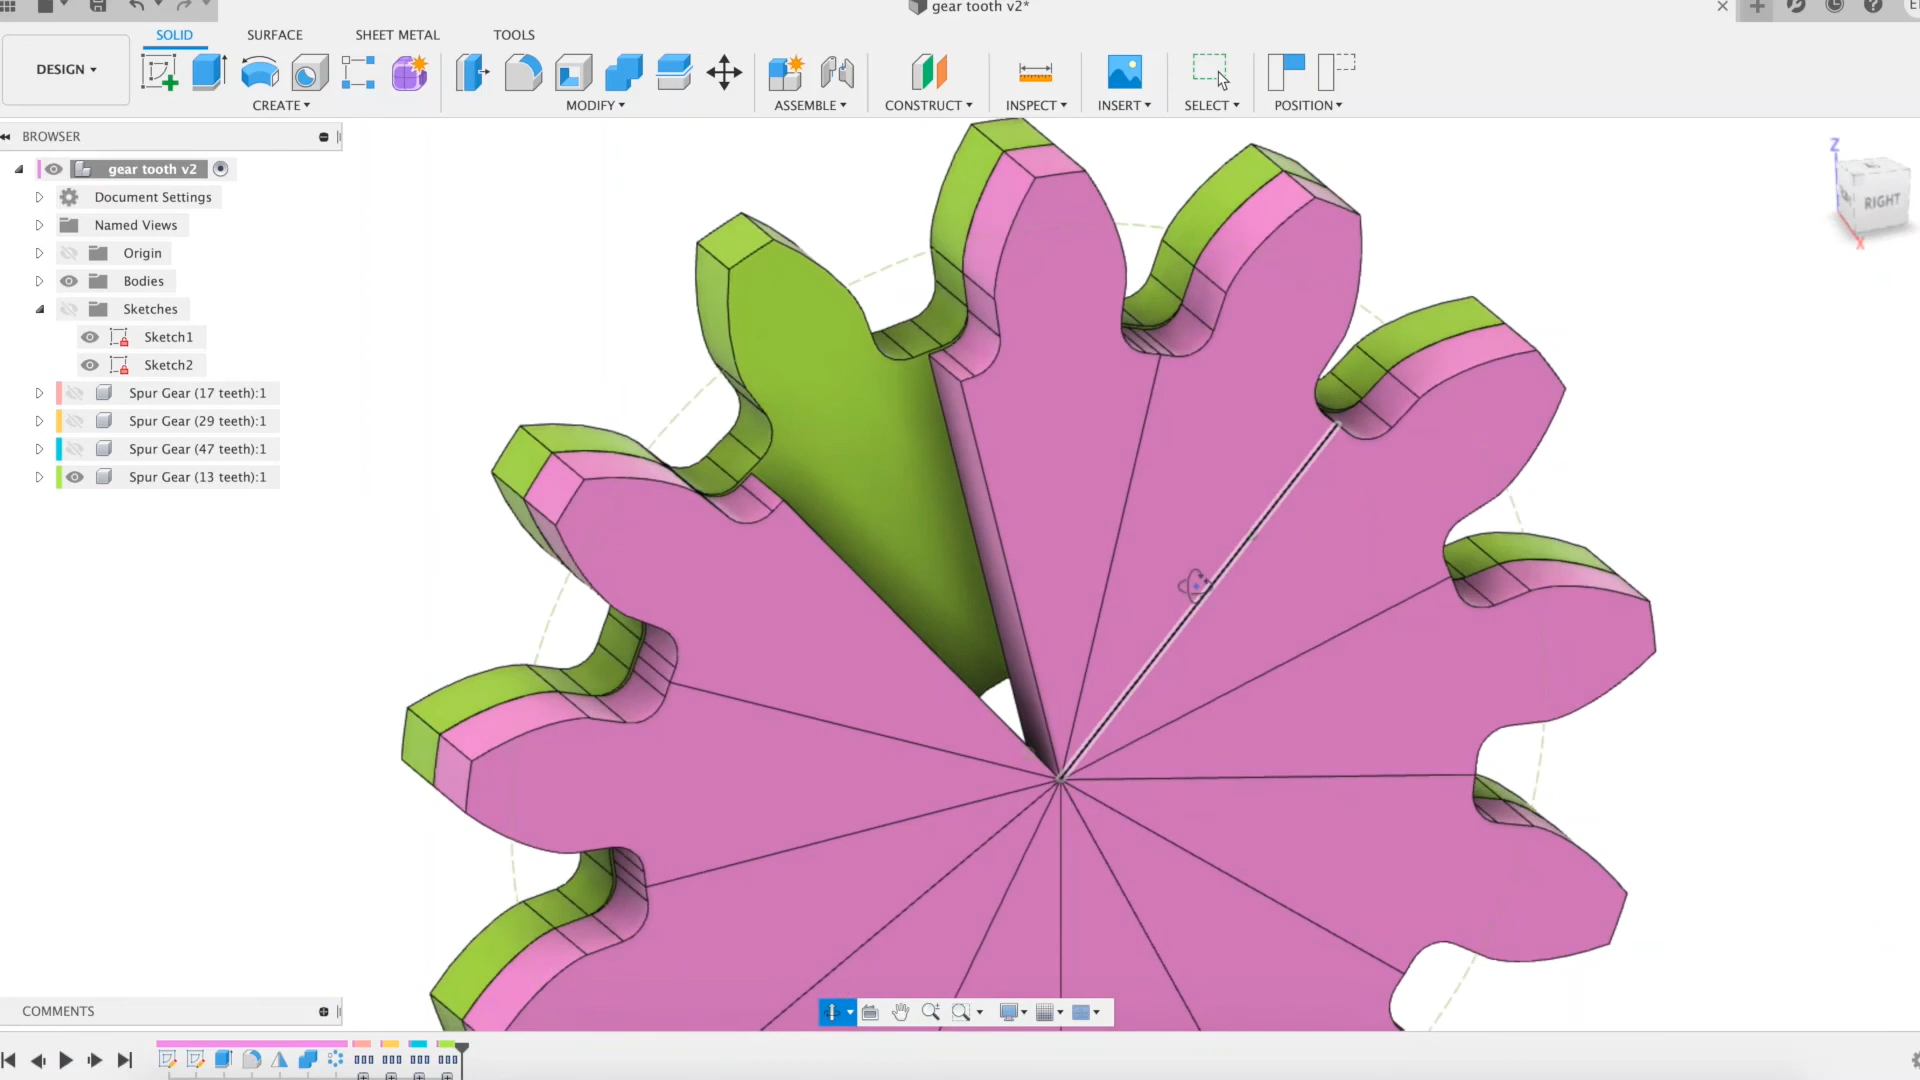 gear tooth v2*
SOLID SURFACE SHEET METAL TOOLS
DESIGN
CREATE MODIFY ASSEMBLE CONSTRUCT INSPECT INSERT SELECT POSITION
BROWSER
gear tooth v2
Document Settings
Named Views
Origin
Bodies
Sketches
Sketch1
Sketch2
Spur Gear (17 teeth):1
Spur Gear (29 teeth):1
Spur Gear (47 teeth):1
Spur Gear (13 teeth):1
Z
RIGHT
X
COMMENTS